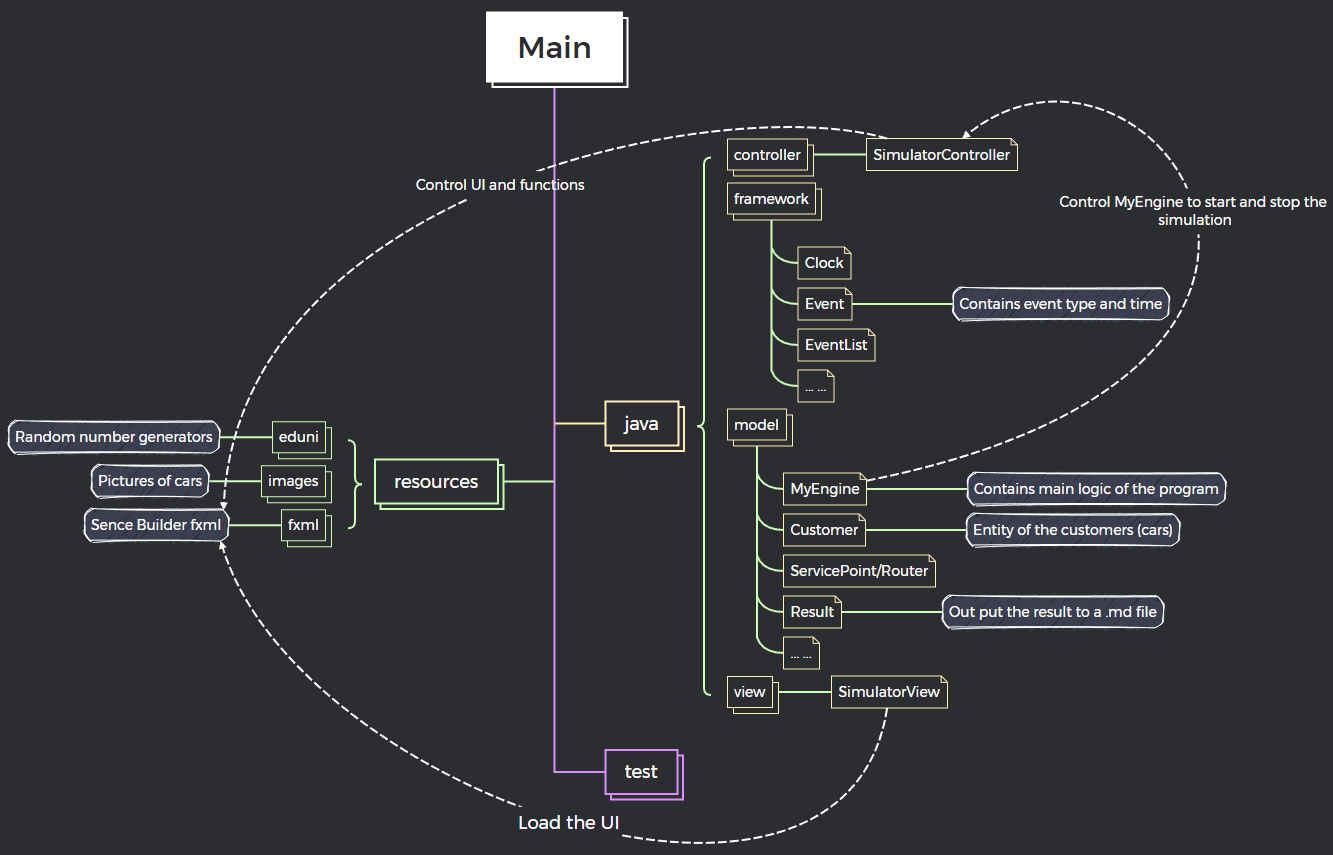 Main
Control UI and functions
controller
SimulatorController
framework
Control MyEngine to start and stop the
simulation
Clock
Event
Contains event type and time
EventList
... ...
java
model
Random number generators
eduni
Pictures of cars
images
resources
Sence Builder fxml
fxml
MyEngine
Contains main logic of the program
Customer
Entity of the customers (cars)
ServicePoint/Router
Result
Out put the result to a .md file
... ...
view
SimulatorView
test
Load the UI